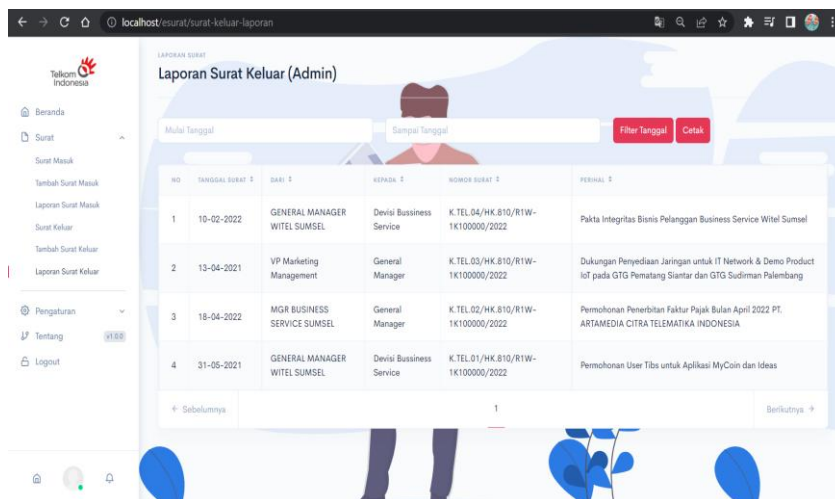 localhost/esurat/surat-keluar-laporan
Telkom
Indonesia
Beranda
Surat
Surat Masuk
Tambah Surat Masuk
Laporan Surat Masuk
Surat Keluar
Tambah Surat Keluar
Laporan Surat Keluar
Pengaturan
Tentang v1.0.0
Logout
LAPORAN SURAT
Laporan Surat Keluar (Admin)
Mulai Tanggal Sampai Tanggal Filter Tanggal Cetak
NO TANGGAL SURAT DARI KEPADA NOMOR SURAT PERIHAL
1 10-02-2022 GENERAL MANAGER WITEL SUMSEL Devisi Bussiness Service K.TEL.04/HK.810/R1W-1K100000/2022 Pakta Integritas Bisnis Pelanggan Business Service Witel Sumsel
2 13-04-2021 VP Marketing Management General Manager K.TEL.03/HK.810/R1W-1K100000/2022 Dukungan Penyediaan Jaringan untuk IT Network & Demo Product IoT pada GTG Pematang Siantar dan GTG Sudirman Palembang
3 18-04-2022 MGR BUSINESS SERVICE SUMSEL General Manager K.TEL.02/HK.810/R1W-1K100000/2022 Permohonan Penerbitan Faktur Pajak Bulan April 2022 PT. ARTAMEDIA CITRA TELEMATIKA INDONESIA
4 31-05-2021 GENERAL MANAGER WITEL SUMSEL Devisi Bussiness Service K.TEL.01/HK.810/R1W-1K100000/2022 Permohonan User Tibs untuk Aplikasi MyCoin dan Ideas
← Sebelumnya 1 Berikutnya →